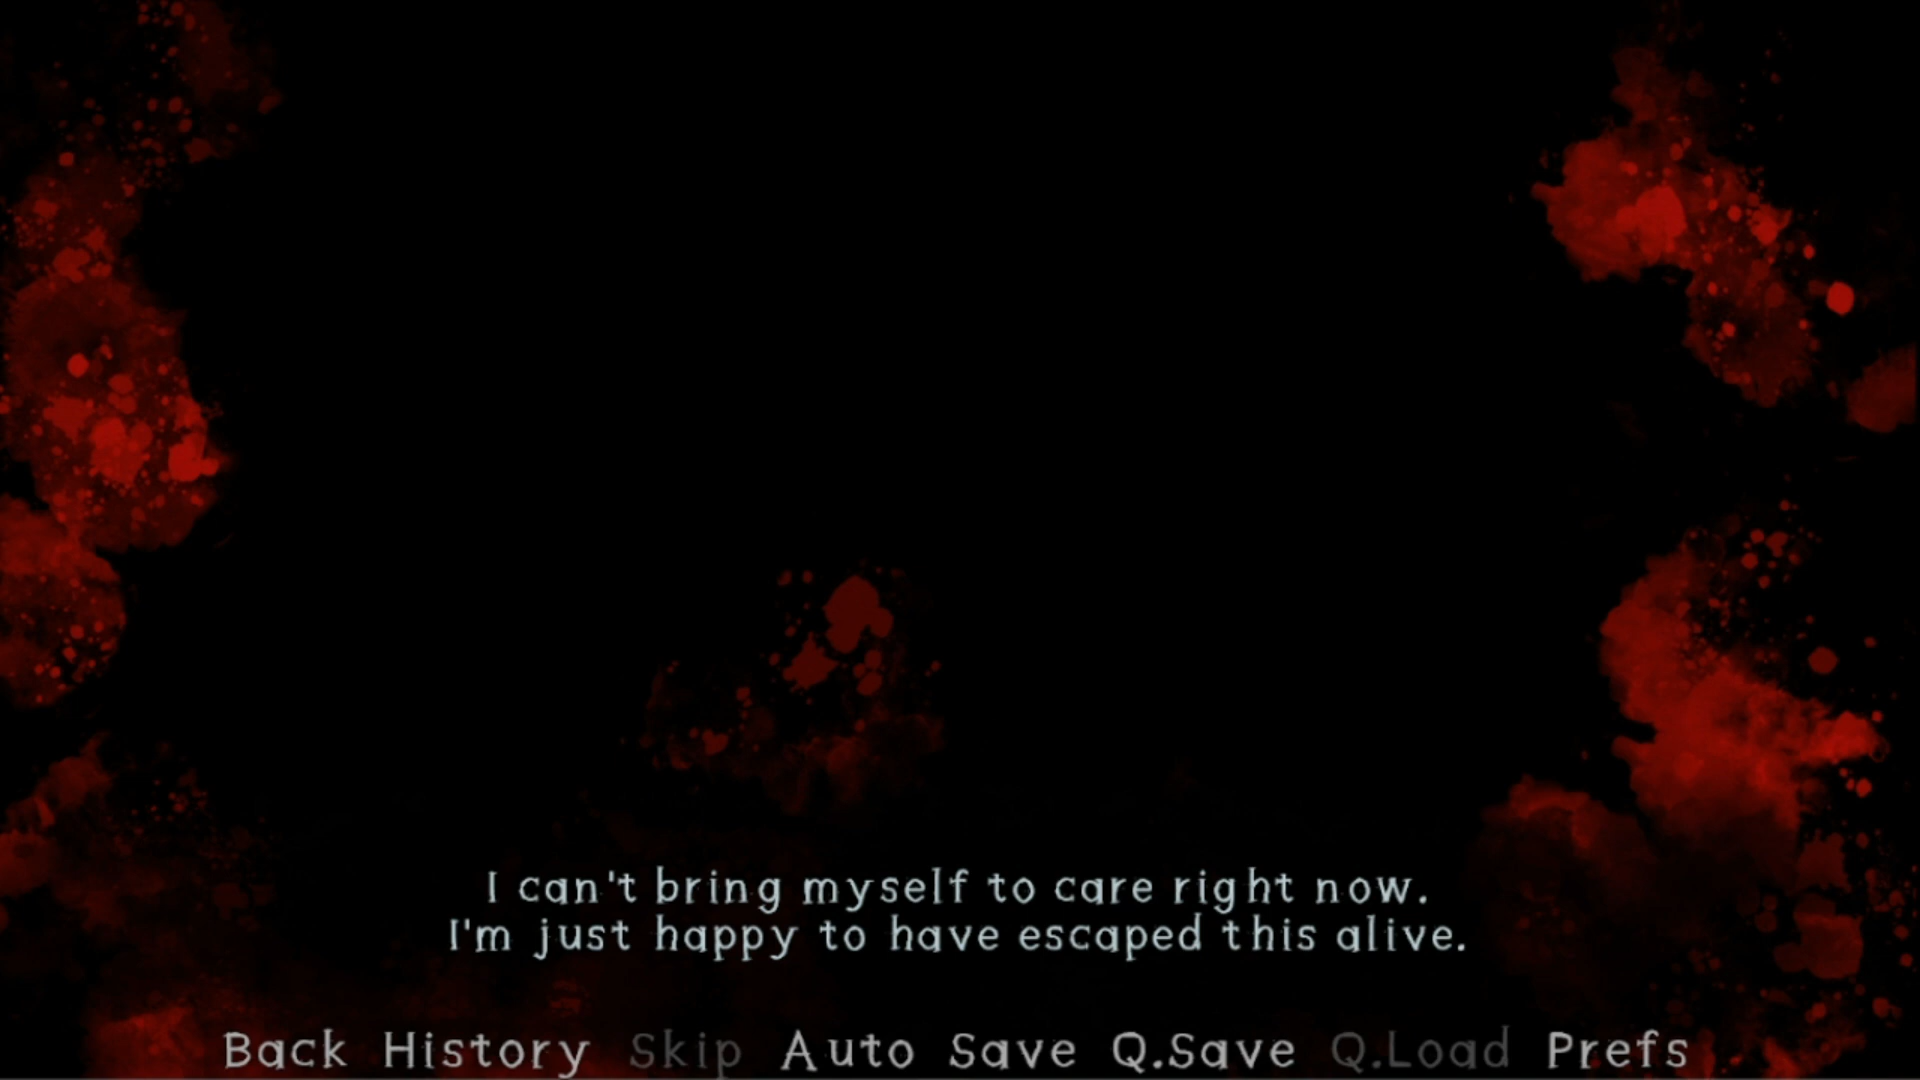 I can't bring myself to care right now.
I'm just happy to have escaped this alive.
Back History Skip Auto Save Q.Save Q.Load Prefs